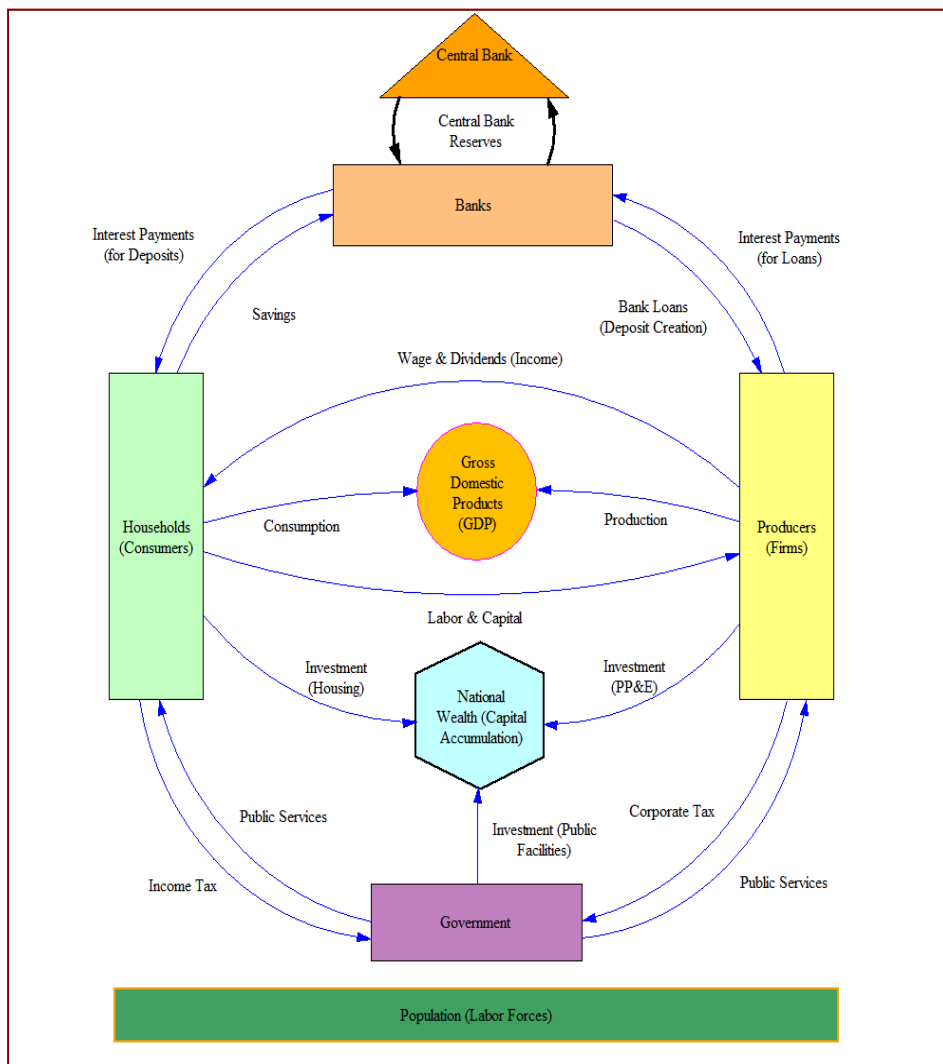 Central Bank
Central Bank
Reserves
Banks
Interest Payments
(for Deposits)
Interest Payments
(for Loans)
Savings
Bank Loans
(Deposit Creation)
Wage & Dividends (Income)
Gross
Domestic
Products
(GDP)
Households
(Consumers)
Consumption
Production
Producers
(Firms)
Labor & Capital
Investment
(Housing)
Investment
(PP&E)
National
Wealth (Capital
Accumulation)
Public Services
Corporate Tax
Investment (Public
Facilities)
Income Tax
Public Services
Government
Population (Labor Forces)